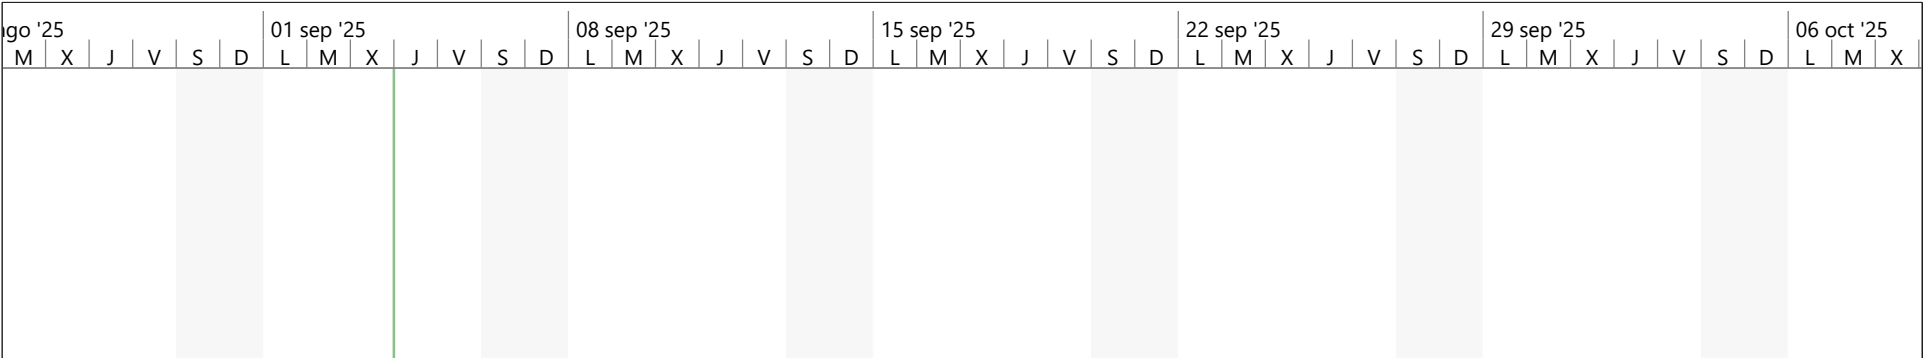 ago '25 01 sep '25 08 sep '25 15 sep '25 22 sep '25 29 sep '25 06 oct '25
M X J V S D L M X J V S D L M X J V S D L M X J V S D L M X J V S D L M X J V S D L M X